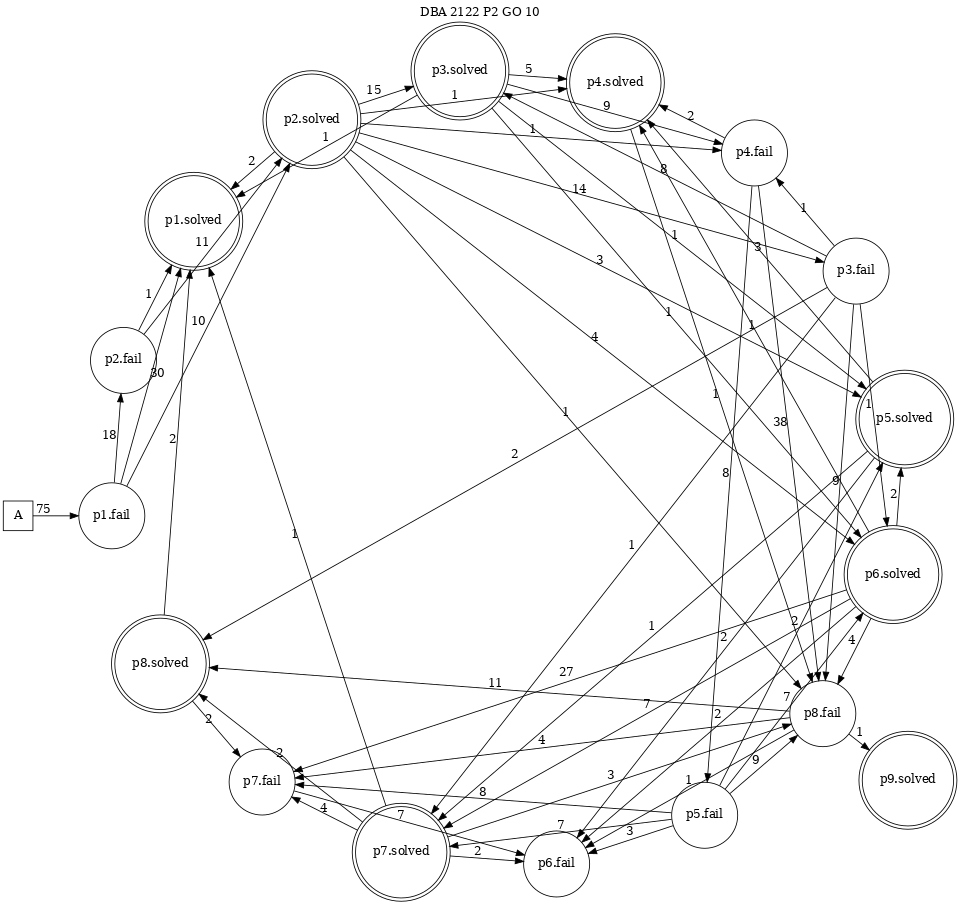 DBA 2122 P2 GO 10
p3.solved
p4.solved
p2.solved
15
5
1
9
2
1
1
p4.fail
2
8
14
1
p1.solved
11
1
3
3
p3.fail
1
10
1
1
p2.fail
4
30
1
1
18
1
38
p5.solved
2
2
8
9
2
A
75
p1.fail
1
1
p6.solved
2
1
2
4
p8.solved
27
11
7
7
2
2
p8.fail
4
1
2
9
p7.fail
3
1
p9.solved
8
4
7
7
3
p5.fail
p7.solved
2
p6.fail